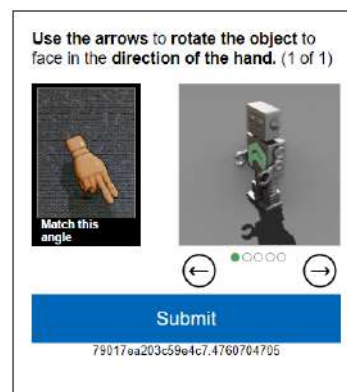 Use the arrows to rotate the object to
face in the direction of the hand. (1 of 1)
Match this
angle
Submit
79017ea203c59e4c7.4760704705